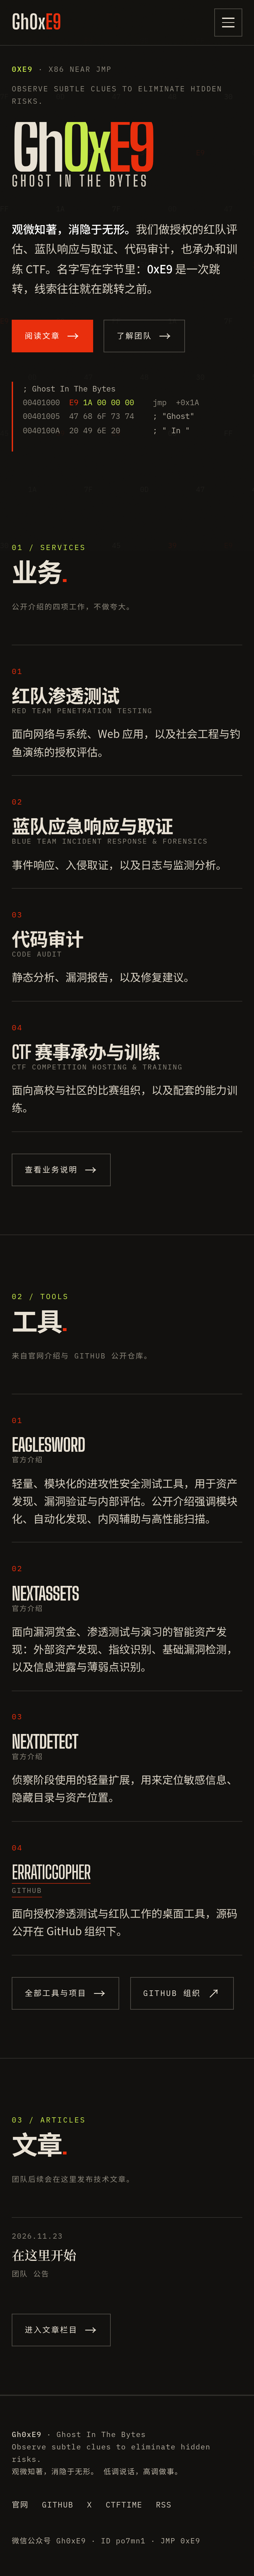 Gh0xE9
0XE9 · XB6 NEAR JMP
OBSERVE SUBTLE CLUES TO ELIMINATE HIDDEN
RISKS.
Gh0xE9
GHOST IN THE BYTES
观微知著，消隐于无形。我们做授权的红队评
估、蓝队响应与取证、代码审计，也承办和训
练 CTF。名字写在字节里：0xE9 是一次跳
转，线索往往就在跳转之前。
阅读文章 →
了解团队 →
; Ghost In The Bytes
00401000 E9 1A 00 00 00 jmp +0x1A
00401005 47 68 6F 73 74 ; "Ghost"
0040100A 20 49 6E 20 ; " In "
01 / SERVICES
业务.
公开介绍的四项工作，不做夸大。
01
红队渗透测试
RED TEAM PENETRATION TESTING
面向网络与系统、Web 应用，以及社会工程与钓
鱼演练的授权评估。
02
蓝队应急响应与取证
BLUE TEAM INCIDENT RESPONSE & FORENSICS
事件响应、入侵取证，以及日志与监测分析。
03
代码审计
CODE AUDIT
静态分析、漏洞报告，以及修复建议。
04
CTF 赛事承办与训练
CTF COMPETITION HOSTING & TRAINING
面向高校与社区的比赛组织，以及配套的能力训
练。
查看业务说明 →
02 / TOOLS
工具.
来自官网介绍与 GITHUB 公开仓库。
01
EAGLESWORD
官方介绍
轻量、模块化的进攻性安全测试工具，用于资产
发现、漏洞验证与内部评估。公开介绍强调模块
化、自动化发现、内网辅助与高性能扫描。
02
NEXTASSETS
官方介绍
面向漏洞赏金、渗透测试与演习的智能资产发
现：外部资产发现、指纹识别、基础漏洞检测，
以及信息泄露与薄弱点识别。
03
NEXTDETECT
官方介绍
侦察阶段使用的轻量扩展，用来定位敏感信息、
隐藏目录与资产位置。
04
ERRATICGOPHER
GITHUB
面向授权渗透测试与红队工作的桌面工具，源码
公开在 GitHub 组织下。
全部工具与项目 →
GITHUB 组织 ↗
03 / ARTICLES
文章.
团队后续会在这里发布技术文章。
2026.11.23
在这里开始
团队 公告
进入文章栏目 →
Gh0xE9 · Ghost In The Bytes
Observe subtle clues to eliminate hidden
risks.
观微知著，消隐于无形。 低调说话，高调做事。
官网 GITHUB X CTFTIME RSS
微信公众号 Gh0xE9 · ID po7mn1 · JMP 0xE9